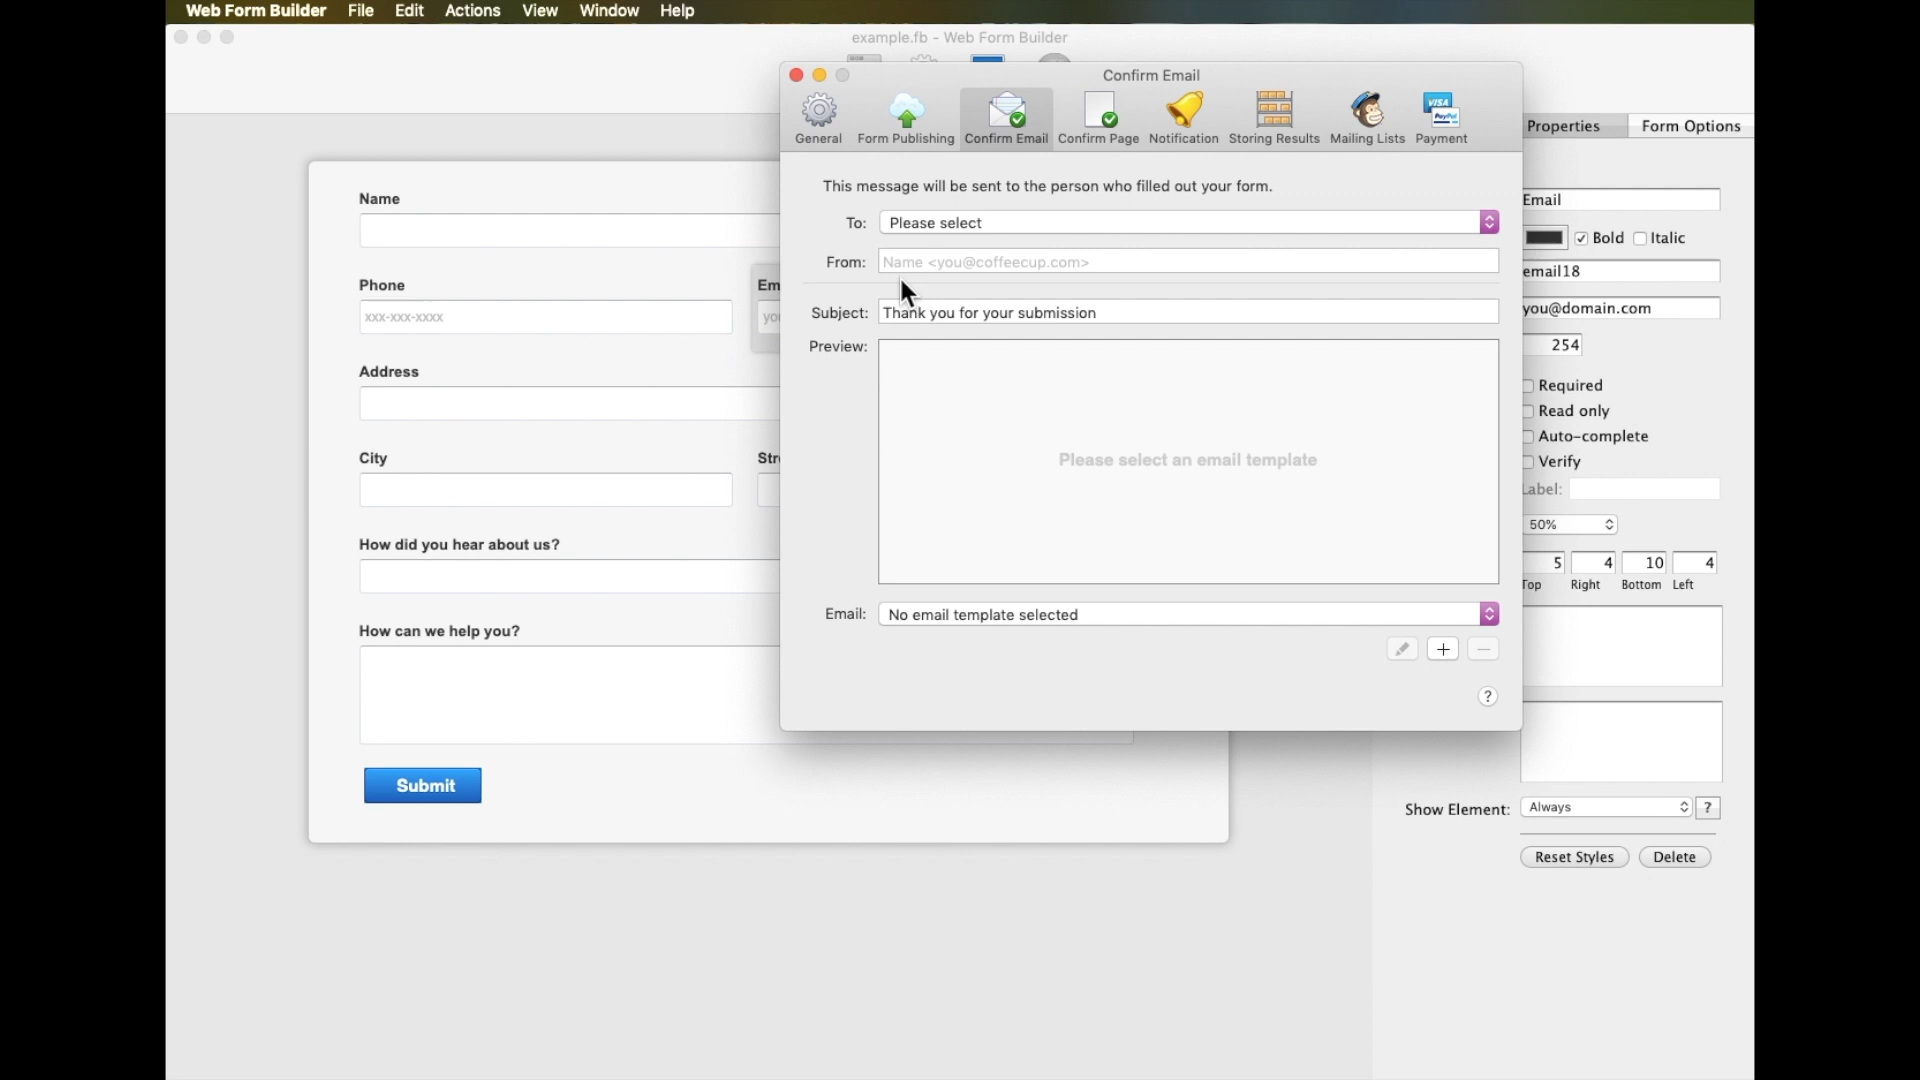 Web Form Builder File Edit Actions View Window Help
example.fb - Web Form Builder
Confirm Email
General Form Publishing Confirm Email Confirm Page Notification Storing Results Mailing Lists Payment
VISA
PayPal
Properties Form Options
This message will be sent to the person who filled out your form.
To: Please select
From: Name <you@coffeecup.com>
Subject: Thank you for your submission
Preview:
Please select an email template
Email: No email template selected
+ −
?
Name
Phone
xxx-xxx-xxxx
Em
you
Address
City
Str
How did you hear about us?
How can we help you?
Submit
Email
Bold Italic
email18
you@domain.com
254
Required
Read only
Auto-complete
Verify
Label:
50%
5 4 10 4
Top Right Bottom Left
Show Element: Always ?
Reset Styles Delete